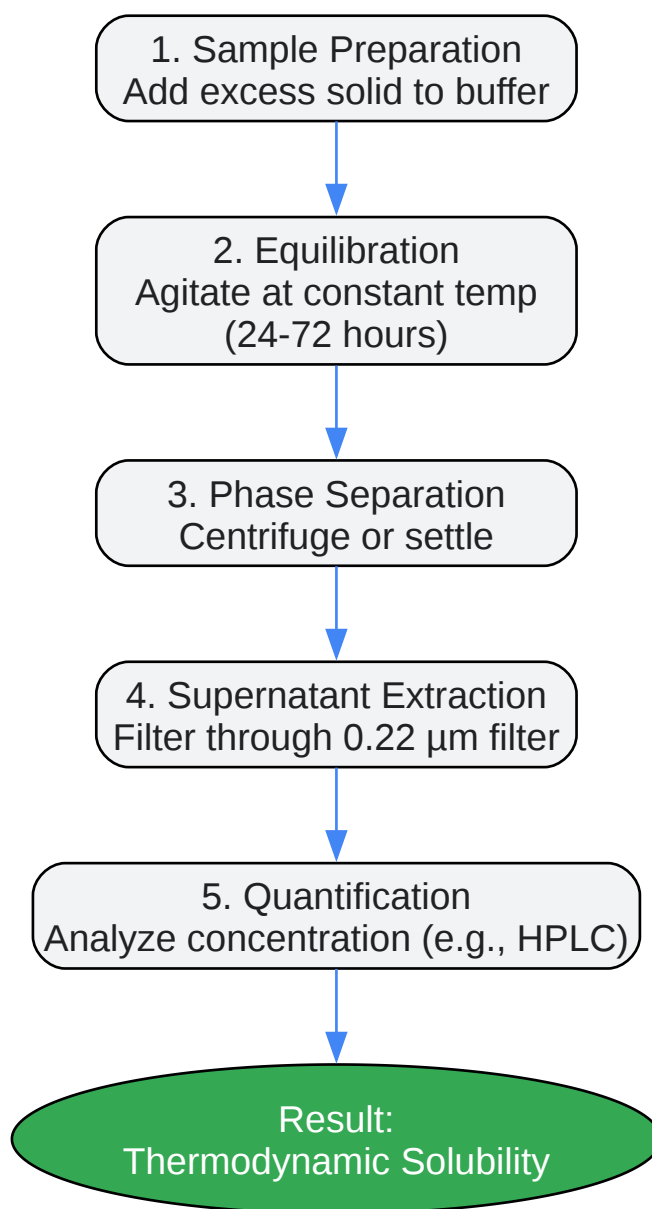 1. Sample Preparation
Add excess solid to buffer
2. Equilibration
Agitate at constant temp
(24-72 hours)
3. Phase Separation
Centrifuge or settle
4. Supernatant Extraction
Filter through 0.22 µm filter
5. Quantification
Analyze concentration (e.g., HPLC)
Result:
Thermodynamic Solubility